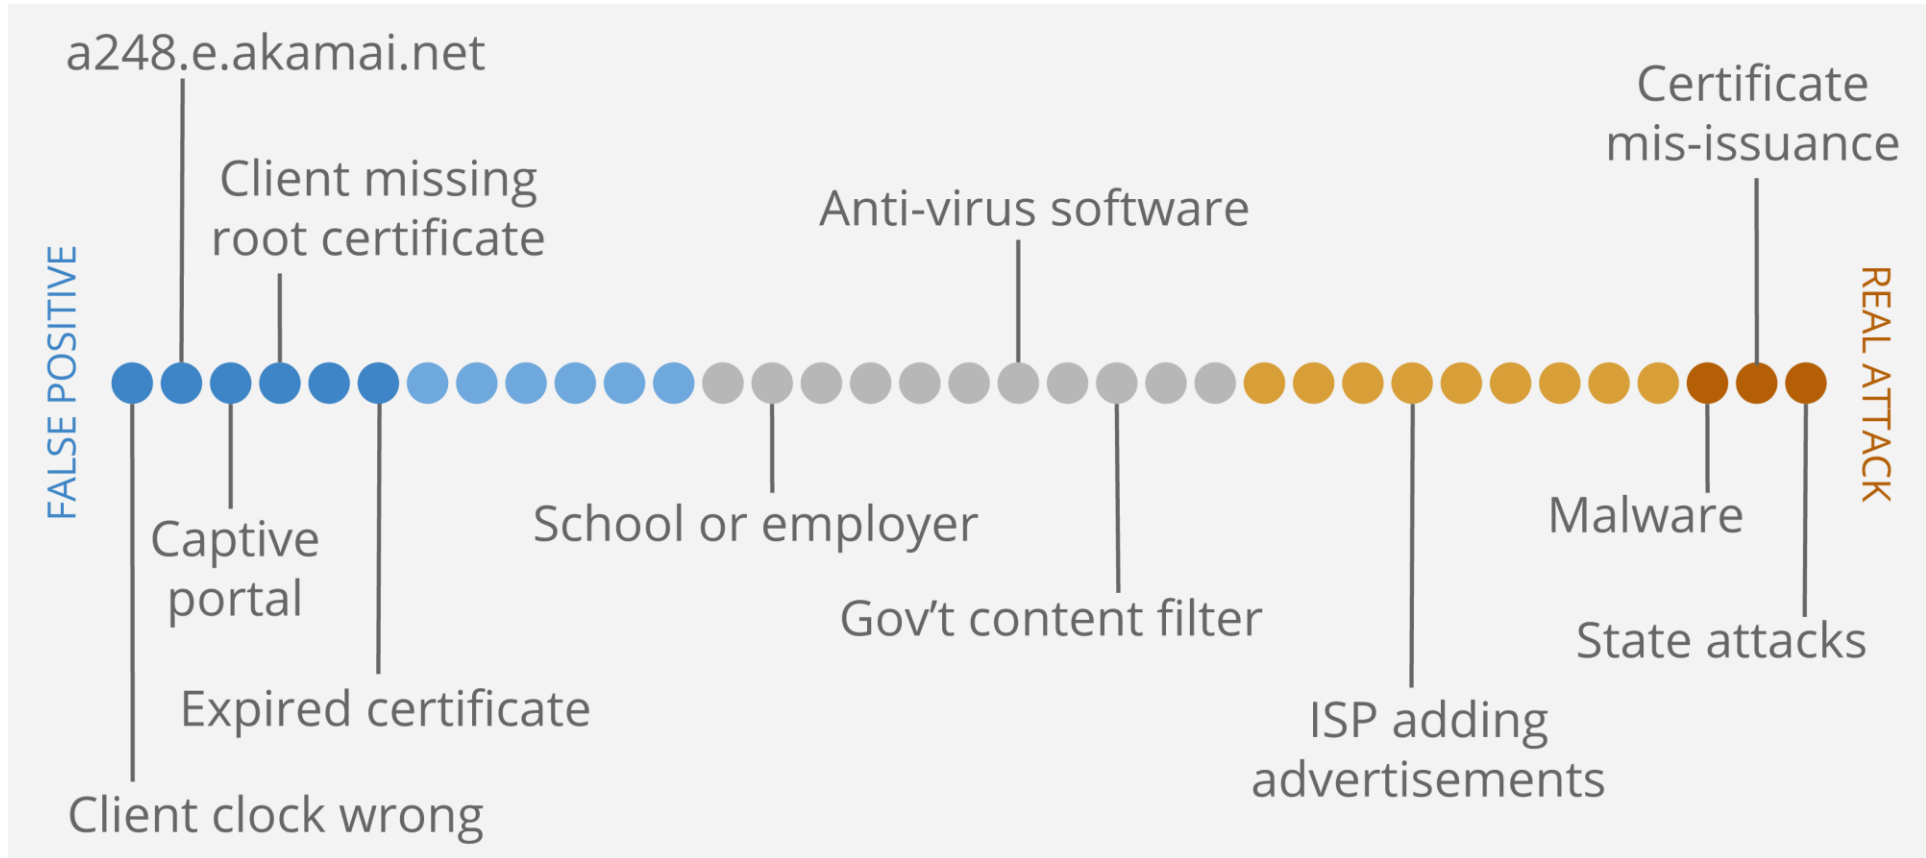 a248.e.akamai.net
Client missing
root certificate
Anti-virus software
Certificate
mis-issuance
FALSE POSITIVE
REAL ATTACK
Captive
portal
School or employer
Malware
Gov’t content filter
State attacks
Expired certificate
ISP adding
advertisements
Client clock wrong